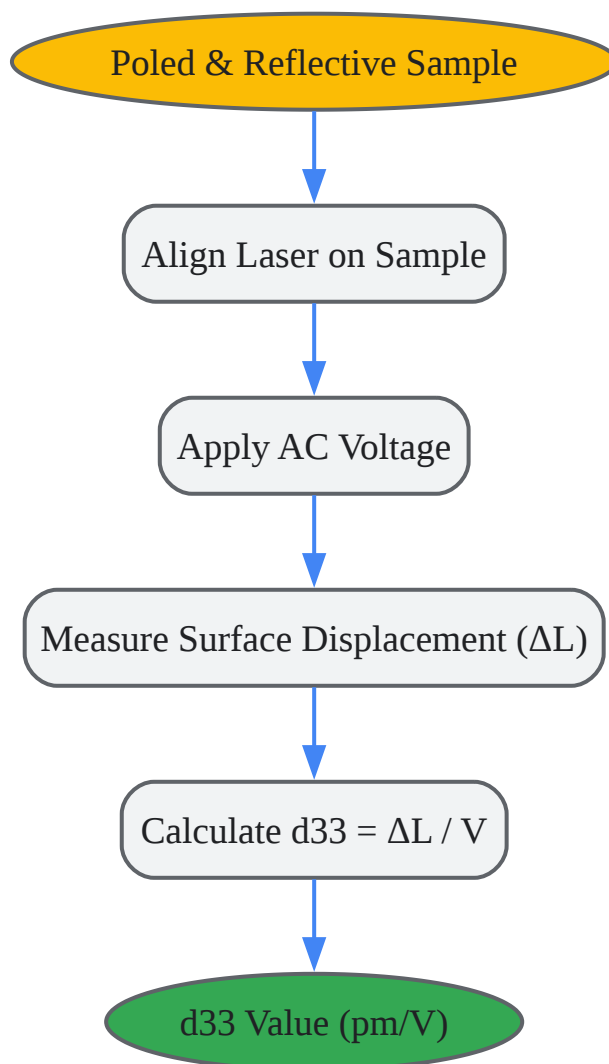 Poled & Reflective Sample
Align Laser on Sample
Apply AC Voltage
Measure Surface Displacement (ΔL)
Calculate d33 = ΔL / V
d33 Value (pm/V)